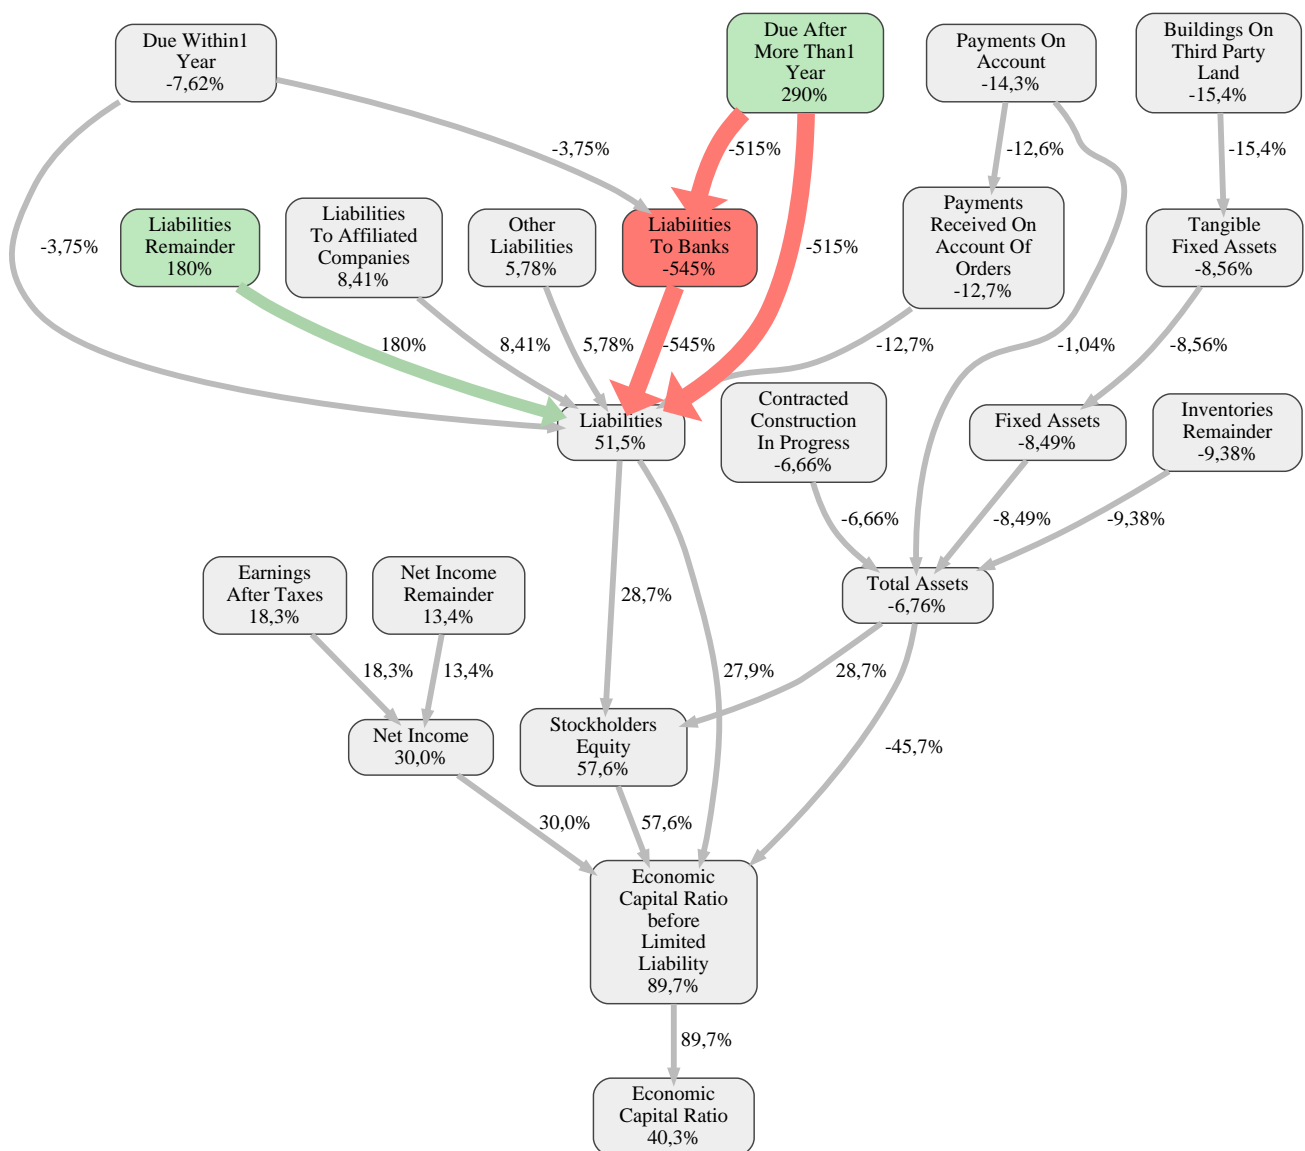 Due Within1
Year
-7,62%
Due After
More Than1
Year
290%
Payments On
Account
-14,3%
Buildings On
Third Party
Land
-15,4%
-3,75%
-515%
-12,6%
-15,4%
Liabilities
Remainder
180%
Liabilities
To Affiliated
Companies
8,41%
Other
Liabilities
5,78%
Liabilities
To Banks
-545%
Payments
Received On
Account Of
Orders
-12,7%
Tangible
Fixed Assets
-8,56%
-3,75%
-515%
180%
8,41%
5,78%
-545%
-12,7%
-1,04%
-8,56%
Liabilities
51,5%
Contracted
Construction
In Progress
-6,66%
Fixed Assets
-8,49%
Inventories
Remainder
-9,38%
-6,66%
-8,49%
-9,38%
Earnings
After Taxes
18,3%
Net Income
Remainder
13,4%
28,7%
Total Assets
-6,76%
18,3%
13,4%
27,9%
28,7%
Net Income
30,0%
Stockholders
Equity
57,6%
-45,7%
30,0%
57,6%
Economic
Capital Ratio
before
Limited
Liability
89,7%
89,7%
Economic
Capital Ratio
40,3%